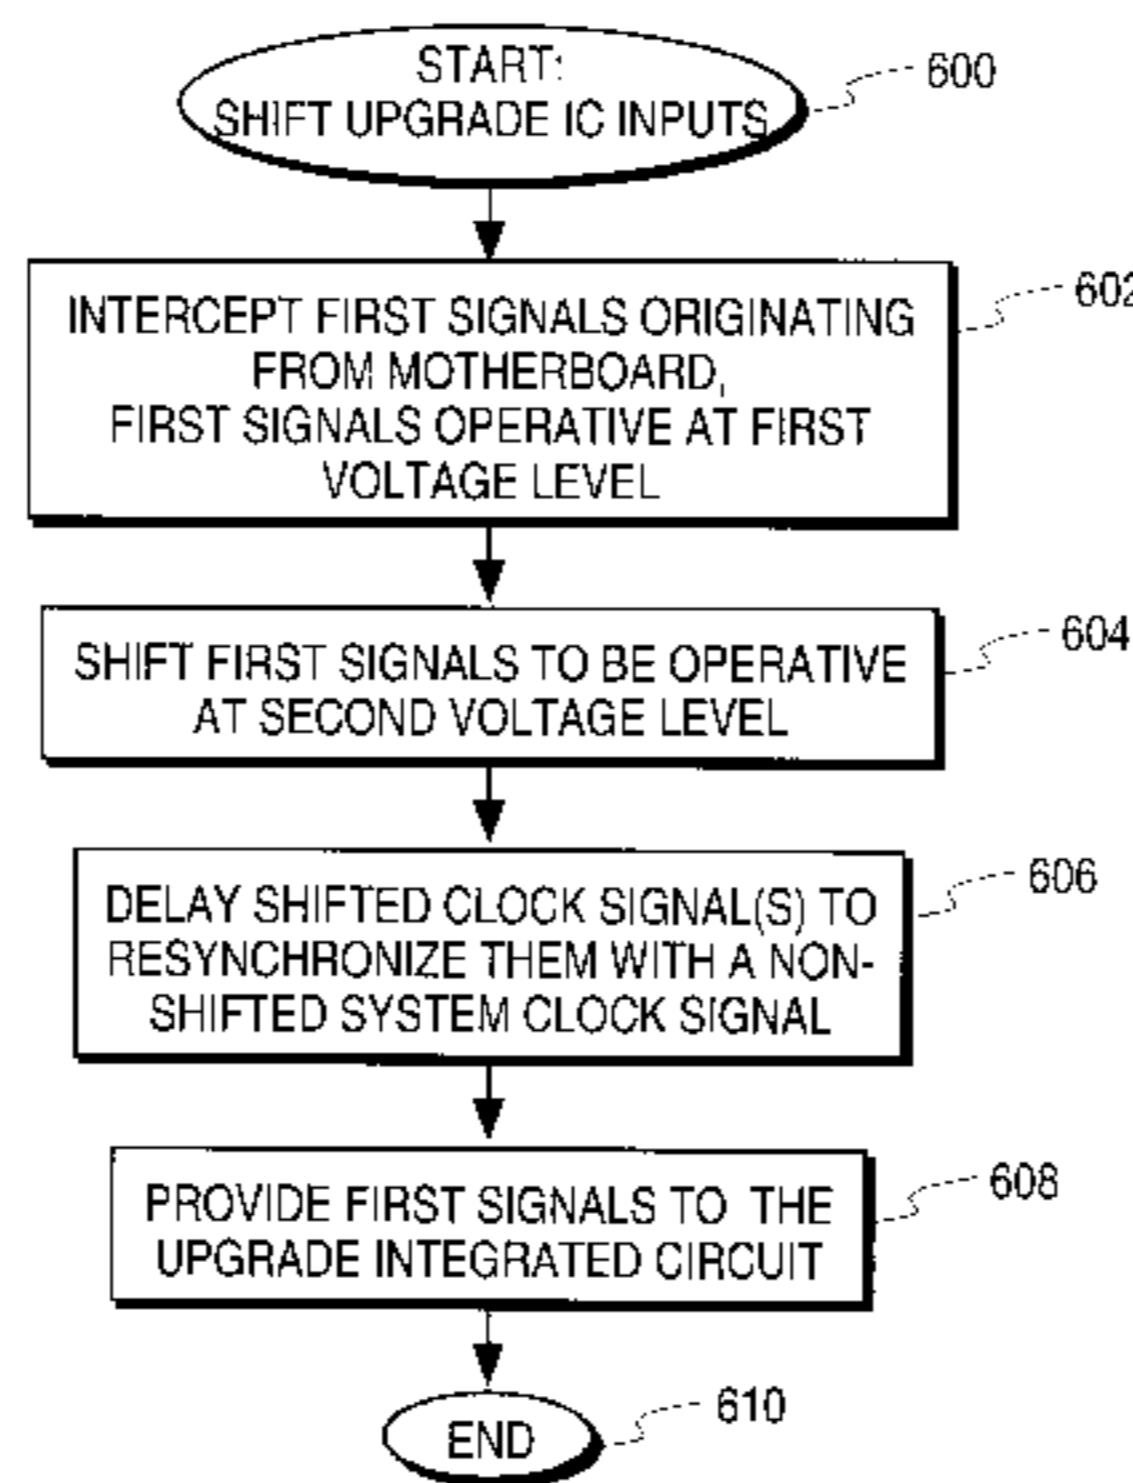 START:
SHIFT UPGRADE IC INPUTS
600
INTERCEPT FIRST SIGNALS ORIGINATING
FROM MOTHERBOARD,
FIRST SIGNALS OPERATIVE AT FIRST
VOLTAGE LEVEL
602
SHIFT FIRST SIGNALS TO BE OPERATIVE
AT SECOND VOLTAGE LEVEL
604
DELAY SHIFTED CLOCK SIGNAL(S) TO
RESYNCHRONIZE THEM WITH A NON-
SHIFTED SYSTEM CLOCK SIGNAL
606
PROVIDE FIRST SIGNALS TO THE
UPGRADE INTEGRATED CIRCUIT
608
END
610